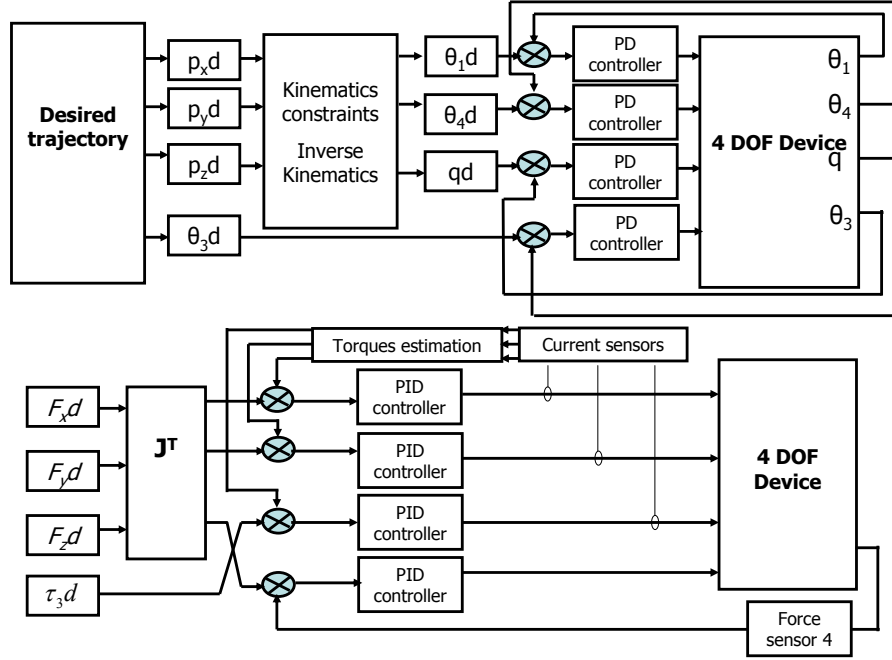 Desired
trajectory
pxd
pyd
pzd
θ3d
Kinematics
constraints
Inverse
Kinematics
θ1d
θ4d
qd
PD
controller
PD
controller
PD
controller
PD
controller
4 DOF Device
θ1
θ4
q
θ3
Torques estimation
Current sensors
Fxd
Fyd
Fzd
τ3d
JT
PID
controller
PID
controller
PID
controller
PID
controller
4 DOF
Device
Force
sensor 4